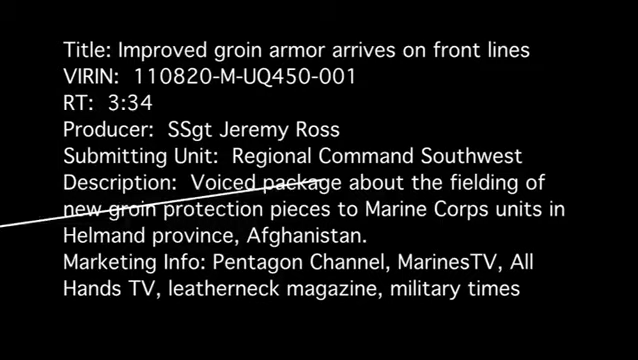 Title: Improved groin armor arrives on front lines
VIRIN:  110820-M-UQ450-001
RT:  3:34
Producer:  SSgt Jeremy Ross
Submitting Unit:  Regional Command Southwest
Description:  Voiced package about the fielding of
new groin protection pieces to Marine Corps units in
Helmand province, Afghanistan.
Marketing Info: Pentagon Channel, MarinesTV, All
Hands TV, leatherneck magazine, military times